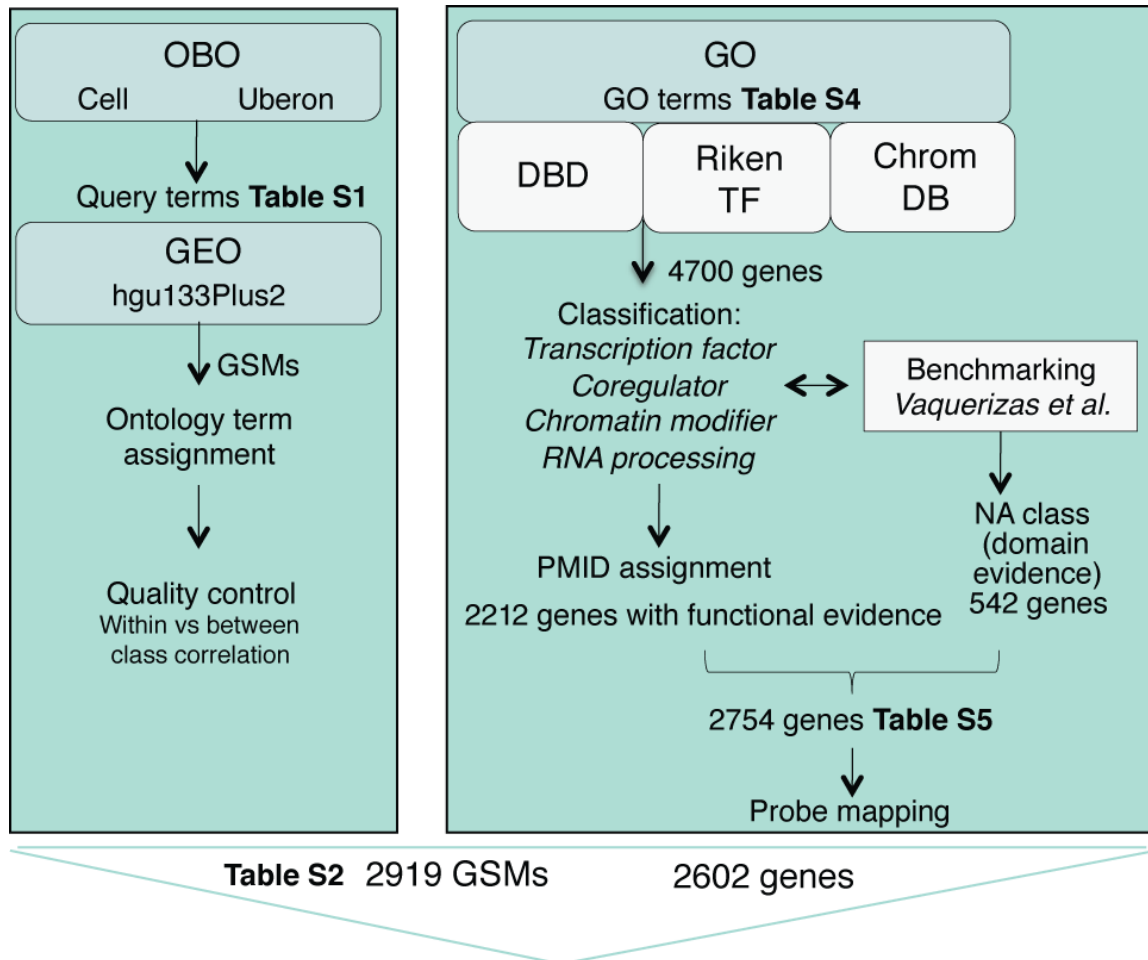 OBO
Cell Uberon
Query terms Table S1
GEO
hgu133Plus2
GSMs
Ontology term
assignment
Quality control
Within vs between
class correlation
GO
GO terms Table S4
DBD
Riken
TF
Chrom
DB
4700 genes
Classification:
Transcription factor
Coregulator
Chromatin modifier
RNA processing
Benchmarking
Vaquerizas et al.
NA class
(domain
evidence)
542 genes
PMID assignment
2212 genes with functional evidence
2754 genes Table S5
Probe mapping
Table S2 2919 GSMs 2602 genes